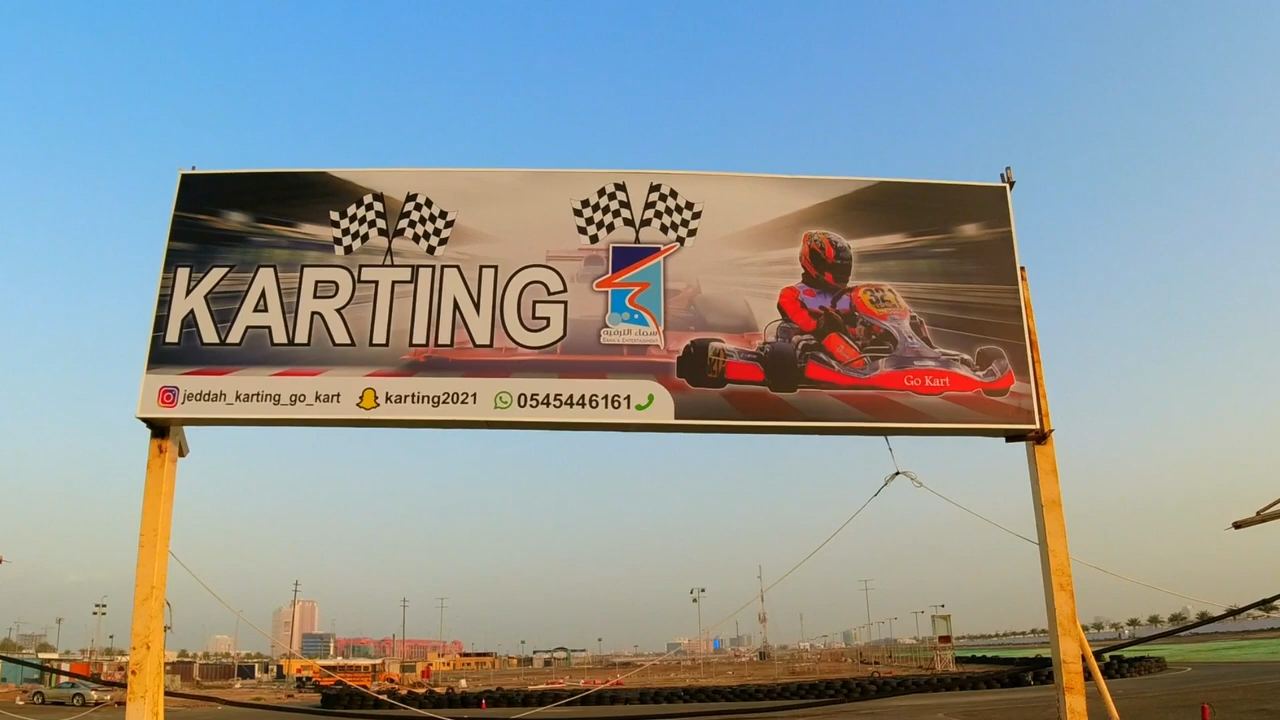 KARTING
سماء الترفيه
SAMA'A ENTERTAINMENT
Go Kart
jeddah_karting_go_kart
karting2021
0545446161